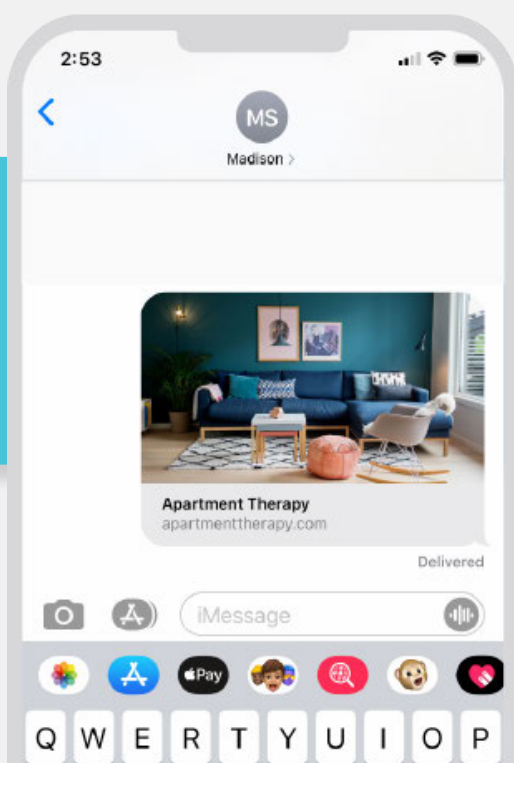 2:53
MS
Madison >
Apartment Therapy
apartmenttherapy.com
Delivered
iMessage
Pay
Q W E R T Y U I O P